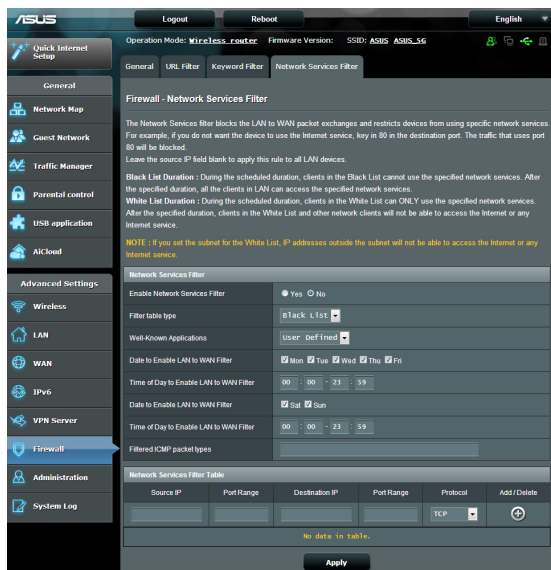 ASUS
Logout
Reboot
English
Quick Internet
Setup
Operation Mode: Wireless router Firmware Version: SSID: ASUS ASUS_5G
General
URL Filter
Keyword Filter
Network Services Filter
General
Network Map
Guest Network
Traffic Manager
Parental control
USB application
AiCloud
Advanced Settings
Wireless
LAN
WAN
IPv6
VPN Server
Firewall
Administration
System Log
Firewall - Network Services Filter
The Network Services filter blocks the LAN to WAN packet exchanges and restricts devices from using specific network services.
For example, if you do not want the device to use the Internet service, key in 80 in the destination port. The traffic that uses port
80 will be blocked.
Leave the source IP field blank to apply this rule to all LAN devices.
Black List Duration : During the scheduled duration, clients in the Black List cannot use the specified network services. After
the specified duration, all the clients in LAN can access the specified network services.
White List Duration : During the scheduled duration, clients in the White List can ONLY use the specified network services.
After the specified duration, clients in the White List and other network clients will not be able to access the Internet or any
Internet service.
NOTE : If you set the subnet for the White List, IP addresses outside the subnet will not be able to access the Internet or any
Internet service.
Network Services Filter
Enable Network Services Filter Yes No
Filter table type Black List
Well-Known Applications User Defined
Date to Enable LAN to WAN Filter Mon Tue Wed Thu Fri
Time of Day to Enable LAN to WAN Filter 00 : 00 - 23 : 59
Date to Enable LAN to WAN Filter Sat Sun
Time of Day to Enable LAN to WAN Filter 00 : 00 - 23 : 59
Filtered ICMP packet types
Network Services Filter Table
Source IP Port Range Destination IP Port Range Protocol Add / Delete
TCP
No data in table.
Apply